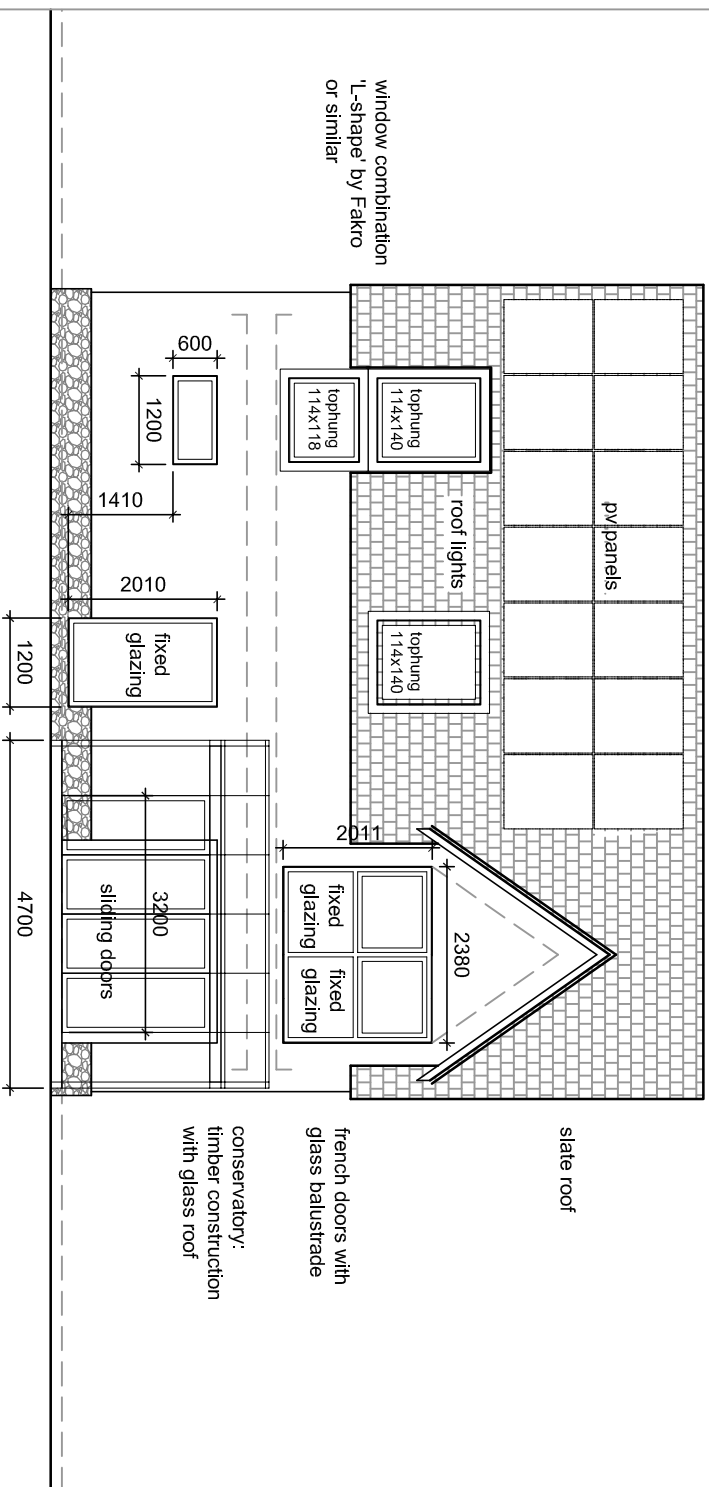 window combination
'L-shape' by Fakro
or similar
pv panels
slate roof
roof lights
tophung
114x140
tophung
114x118
tophung
114x140
2380
2011
fixed
glazing
fixed
glazing
french doors with
glass balustrade
600
1200
1410
2010
fixed
glazing
1200
3200
sliding doors
4700
conservatory:
timber construction
with glass roof